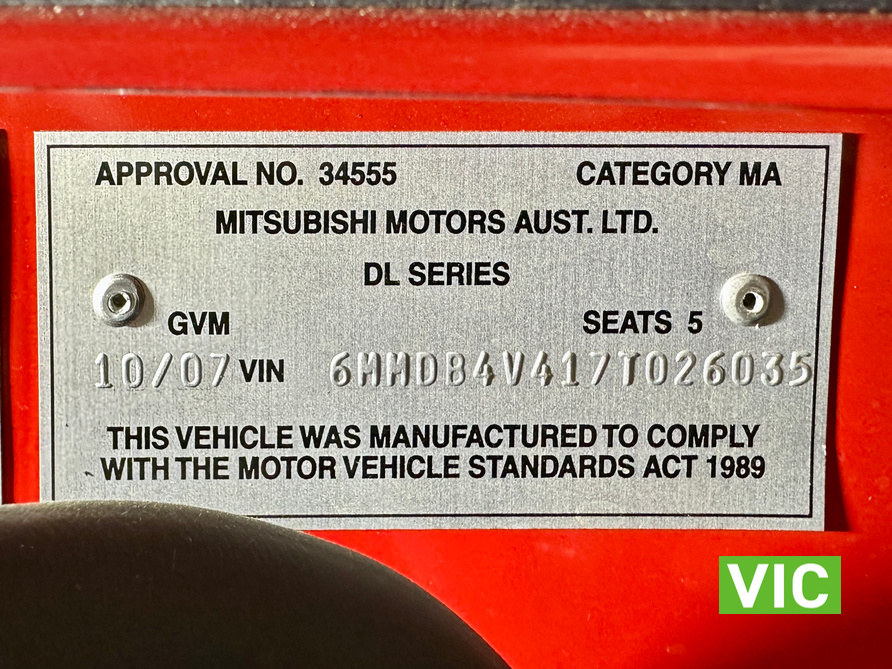 APPROVAL NO. 34555 CATEGORY MA
MITSUBISHI MOTORS AUST. LTD.
DL SERIES
GVM SEATS 5
10/07 VIN 6MMDB4V417T026035
THIS VEHICLE WAS MANUFACTURED TO COMPLY
WITH THE MOTOR VEHICLE STANDARDS ACT 1989
VIC